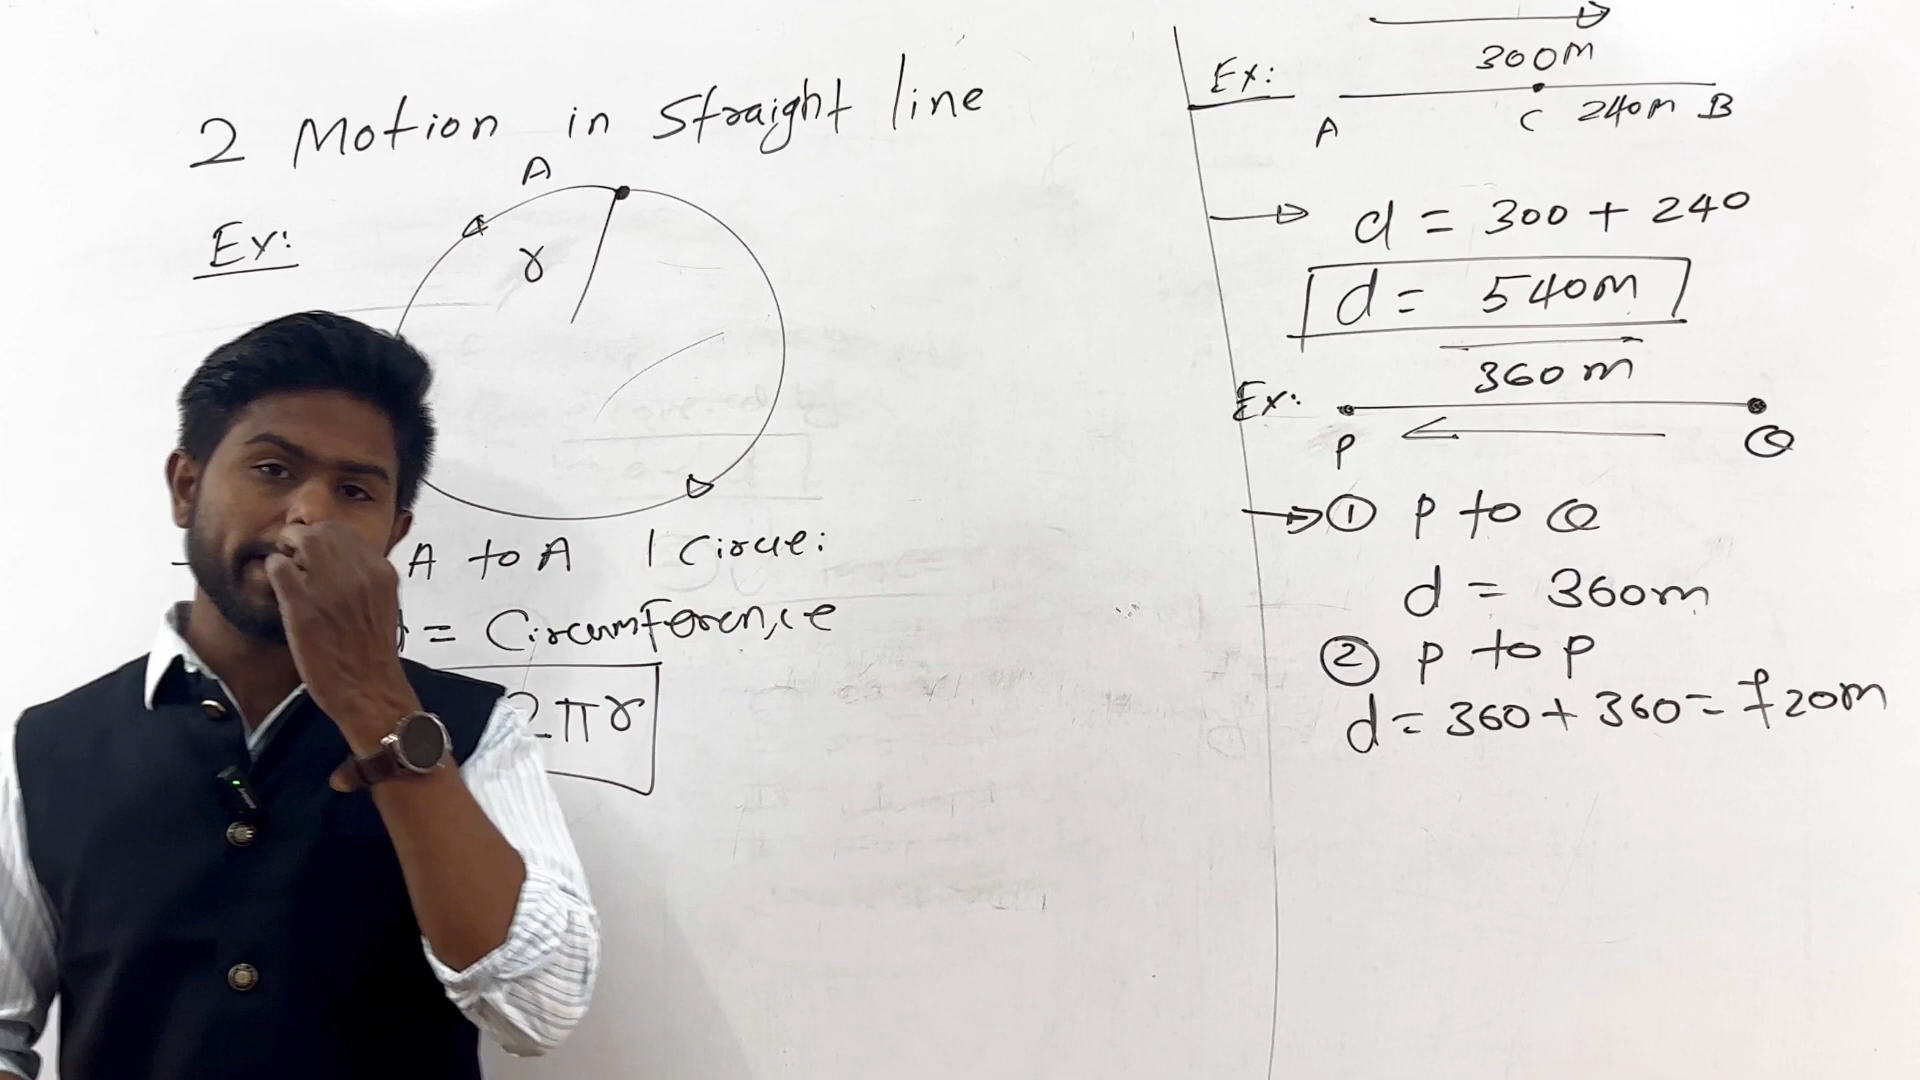 2 Motion in Straight line
A
Ex:
r
A to A 1 Circle:
d = Circumference
2πr
300m
Ex:
A C 240m B
d = 300 + 240
d = 540m
360m
Ex:
P Q
① P to Q
d = 360m
② P to P
d = 360 + 360 = 720m